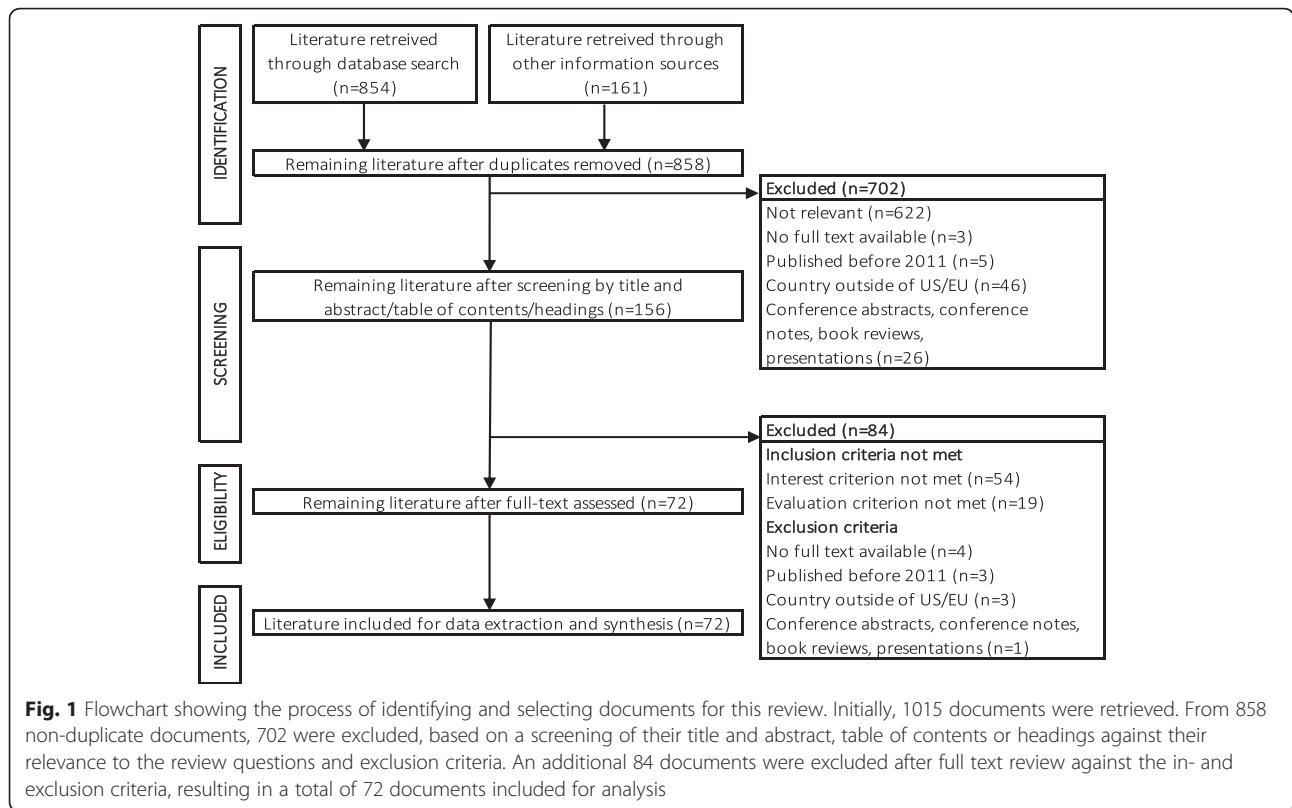 IDENTIFICATION
Literature retreived
through database search
(n=854)
Literature retreived through
other information sources
(n=161)
Remaining literature after duplicates removed (n=858)
Excluded (n=702)
Not relevant (n=622)
No full text available (n=3)
Published before 2011 (n=5)
Country outside of US/EU (n=46)
Conference abstracts, conference
notes, book reviews,
presentations (n=26)
SCREENING
Remaining literature after screening by title and
abstract/table of contents/headings (n=156)
Excluded (n=84)
Inclusion criteria not met
Interest criterion not met (n=54)
Evaluation criterion not met (n=19)
Exclusion criteria
No full text available (n=4)
Published before 2011 (n=3)
Country outside of US/EU (n=3)
Conference abstracts, conference notes,
book reviews, presentations (n=1)
ELIGIBILITY
Remaining literature after full-text assessed (n=72)
INCLUDED
Literature included for data extraction and synthesis (n=72)
Fig. 1 Flowchart showing the process of identifying and selecting documents for this review. Initially, 1015 documents were retrieved. From 858
non-duplicate documents, 702 were excluded, based on a screening of their title and abstract, table of contents or headings against their
relevance to the review questions and exclusion criteria. An additional 84 documents were excluded after full text review against the in- and
exclusion criteria, resulting in a total of 72 documents included for analysis